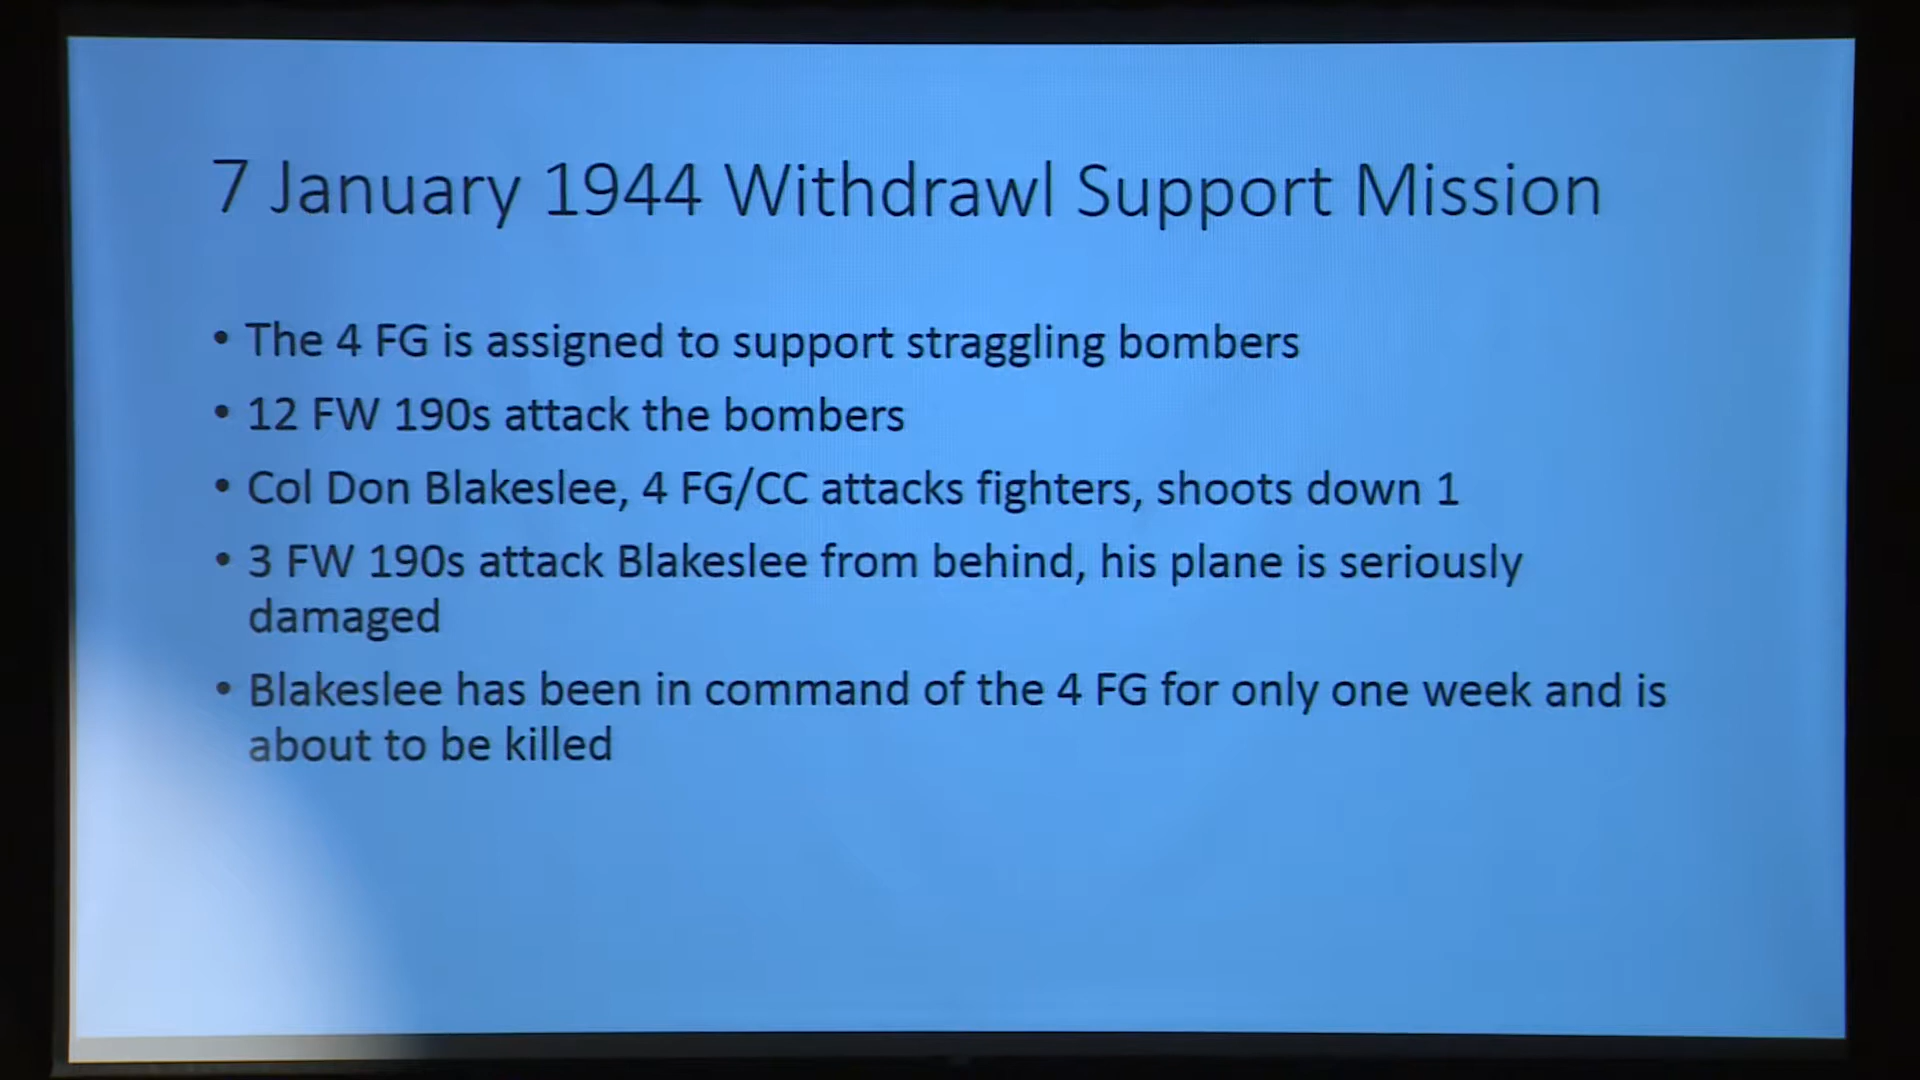 7 January 1944 Withdrawl Support Mission
• The 4 FG is assigned to support straggling bombers
• 12 FW 190s attack the bombers
• Col Don Blakeslee, 4 FG/CC attacks fighters, shoots down 1
• 3 FW 190s attack Blakeslee from behind, his plane is seriously
damaged
• Blakeslee has been in command of the 4 FG for only one week and is
about to be killed